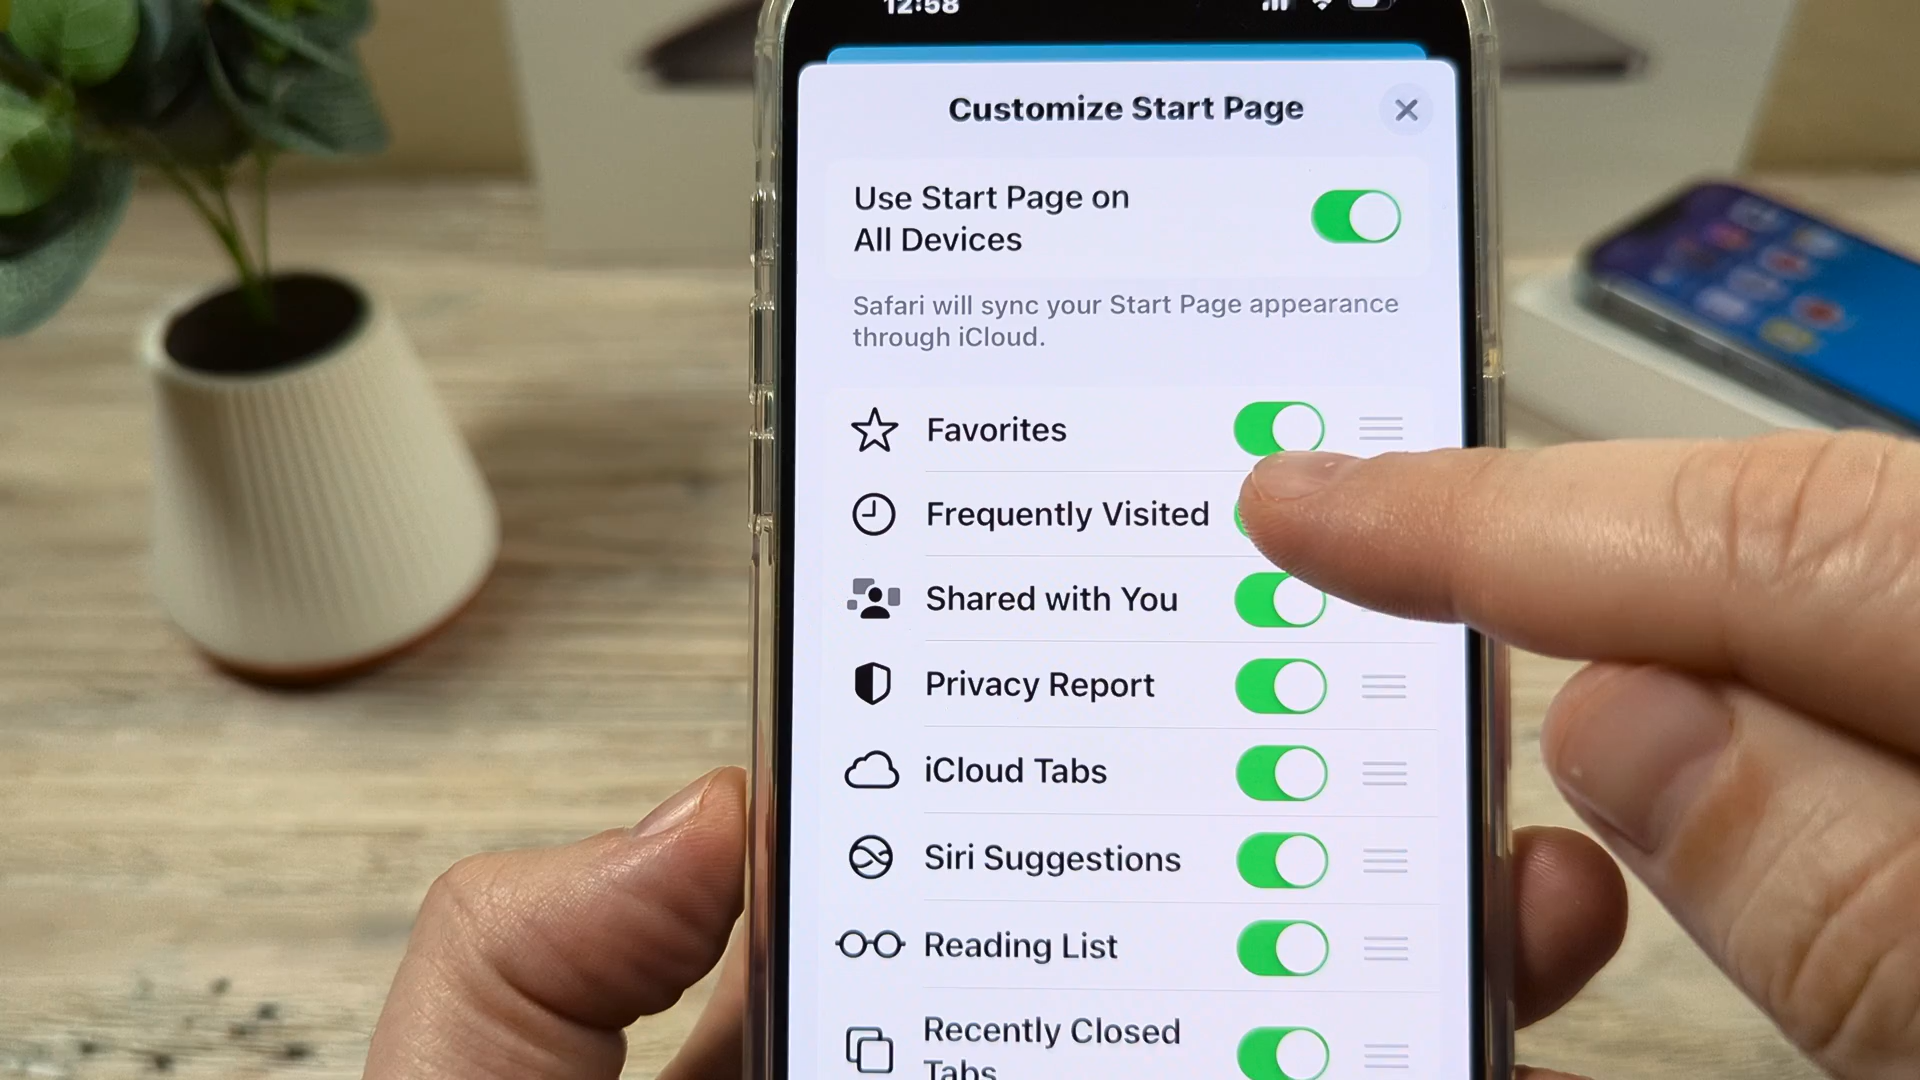 12:58
Customize Start Page
Use Start Page on
All Devices
Safari will sync your Start Page appearance
through iCloud.
Favorites
Frequently Visited
Shared with You
Privacy Report
iCloud Tabs
Siri Suggestions
Reading List
Recently Closed
Tabs